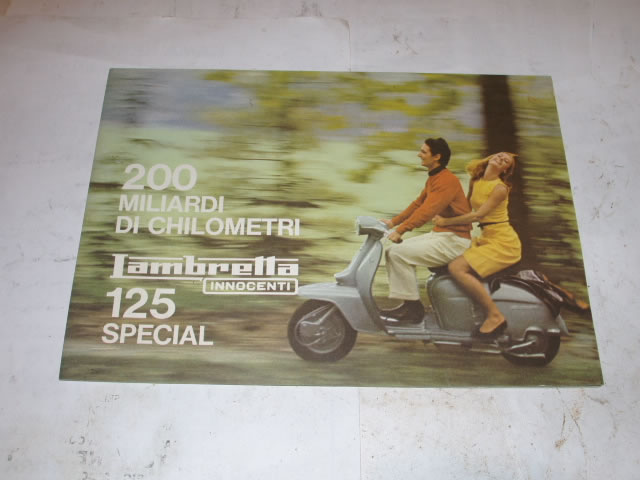 200
MILIARDI
DI CHILOMETRI
Lambretta
INNOCENTI
125
SPECIAL